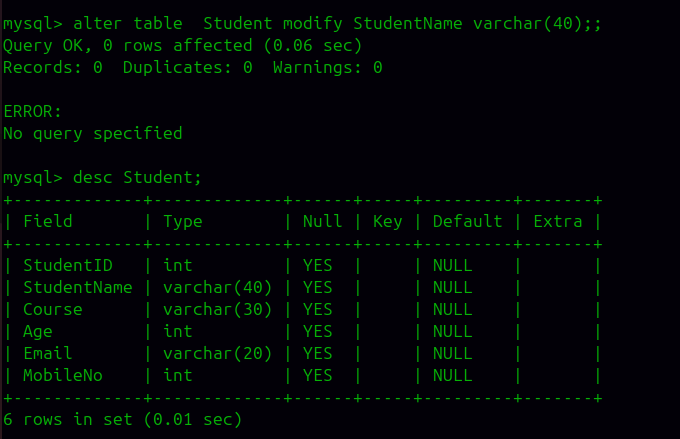 mysql> alter table  Student modify StudentName varchar(40);;
Query OK, 0 rows affected (0.06 sec)
Records: 0  Duplicates: 0  Warnings: 0

ERROR:
No query specified

mysql> desc Student;
+-------------+-------------+------+-----+---------+-------+
| Field       | Type        | Null | Key | Default | Extra |
+-------------+-------------+------+-----+---------+-------+
| StudentID   | int         | YES  |     | NULL    |       |
| StudentName | varchar(40) | YES  |     | NULL    |       |
| Course      | varchar(30) | YES  |     | NULL    |       |
| Age         | int         | YES  |     | NULL    |       |
| Email       | varchar(20) | YES  |     | NULL    |       |
| MobileNo    | int         | YES  |     | NULL    |       |
+-------------+-------------+------+-----+---------+-------+
6 rows in set (0.01 sec)